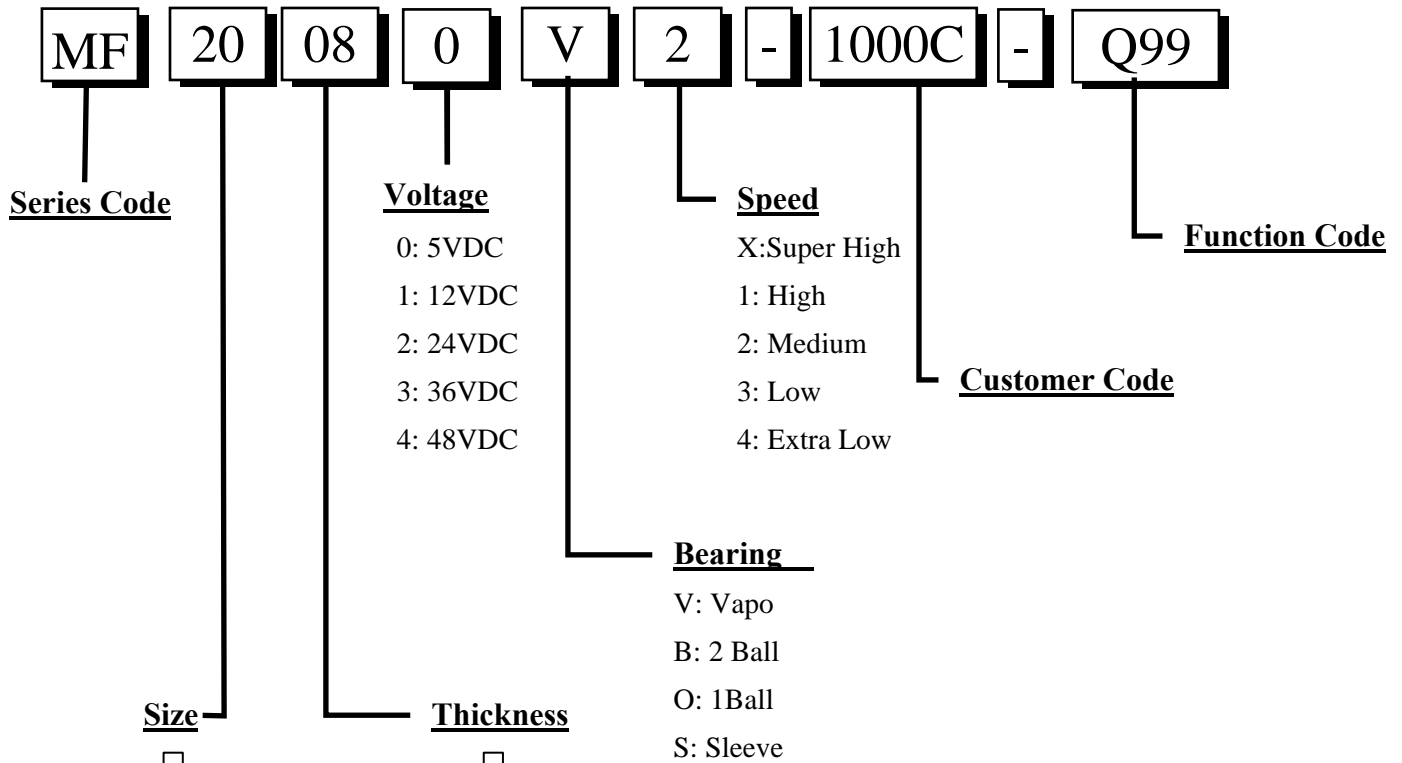 MF 20 08 0 V 2 - 1000C - Q99
Series Code
Voltage
0: 5VDC
1: 12VDC
2: 24VDC
3: 36VDC
4: 48VDC
Speed
X:Super High
1: High
2: Medium
3: Low
4: Extra Low
Function Code
Customer Code
Bearing
V: Vapo
B: 2 Ball
O: 1Ball
S: Sleeve
Size
Thickness